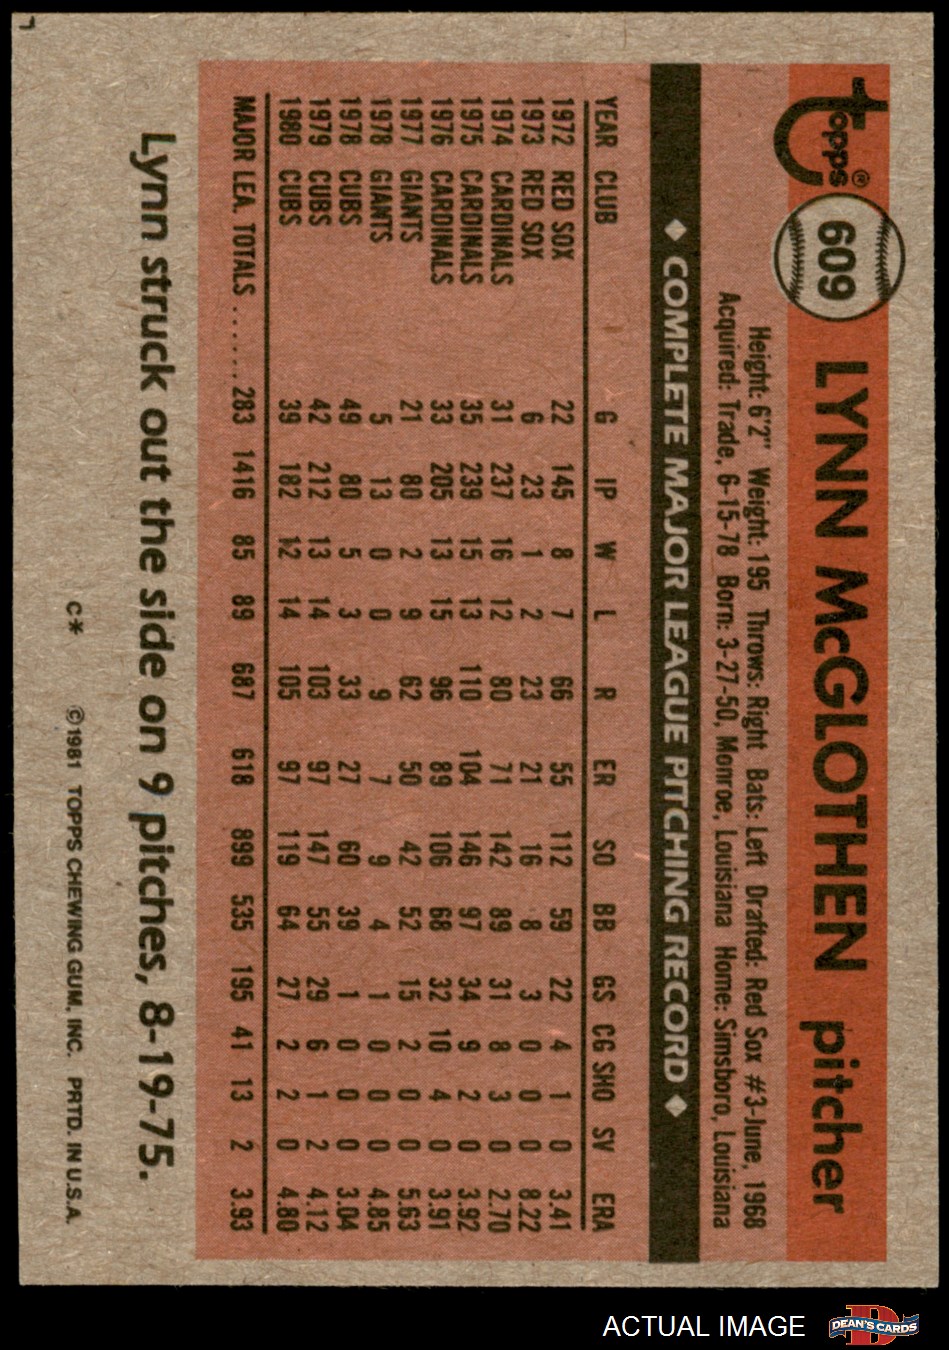 topps®
609 LYNN McGLOTHEN pitcher
Height: 6'2" Weight: 195 Throws: Right Bats: Left Drafted: Red Sox #3-June, 1968
Acquired: Trade, 6-15-78 Born: 3-27-50, Monroe, Louisiana Home: Simsboro, Louisiana
◆ COMPLETE MAJOR LEAGUE PITCHING RECORD ◆
YEAR CLUB G IP W L R ER SO BB GS CG SHO SV ERA
1972 RED SOX 22 145 8 7 66 55 112 59 22 4 1 0 3.41
1973 RED SOX 6 23 1 2 23 21 16 8 3 0 0 0 8.22
1974 CARDINALS 31 237 16 12 80 71 142 89 31 8 3 0 2.70
1975 CARDINALS 35 239 15 13 110 104 146 97 34 9 2 0 3.92
1976 CARDINALS 33 205 13 15 96 89 106 68 32 10 4 0 3.91
1977 GIANTS 21 80 2 9 62 50 42 52 15 2 0 0 5.63
1978 GIANTS 5 13 0 0 9 7 9 4 1 0 0 0 4.85
1978 CUBS 49 80 5 3 33 27 60 39 1 0 0 0 3.04
1979 CUBS 42 212 13 14 103 97 147 55 29 6 1 2 4.12
1980 CUBS 39 182 12 14 105 97 119 64 27 2 2 0 4.80
MAJOR LEA. TOTALS ...... 283 1416 85 89 687 618 899 535 195 41 13 2 3.93
Lynn struck out the side on 9 pitches, 8-19-75.
C* ©1981 TOPPS CHEWING GUM, INC. PRTD. IN U.S.A.
ACTUAL IMAGE
DEAN'S CARDS